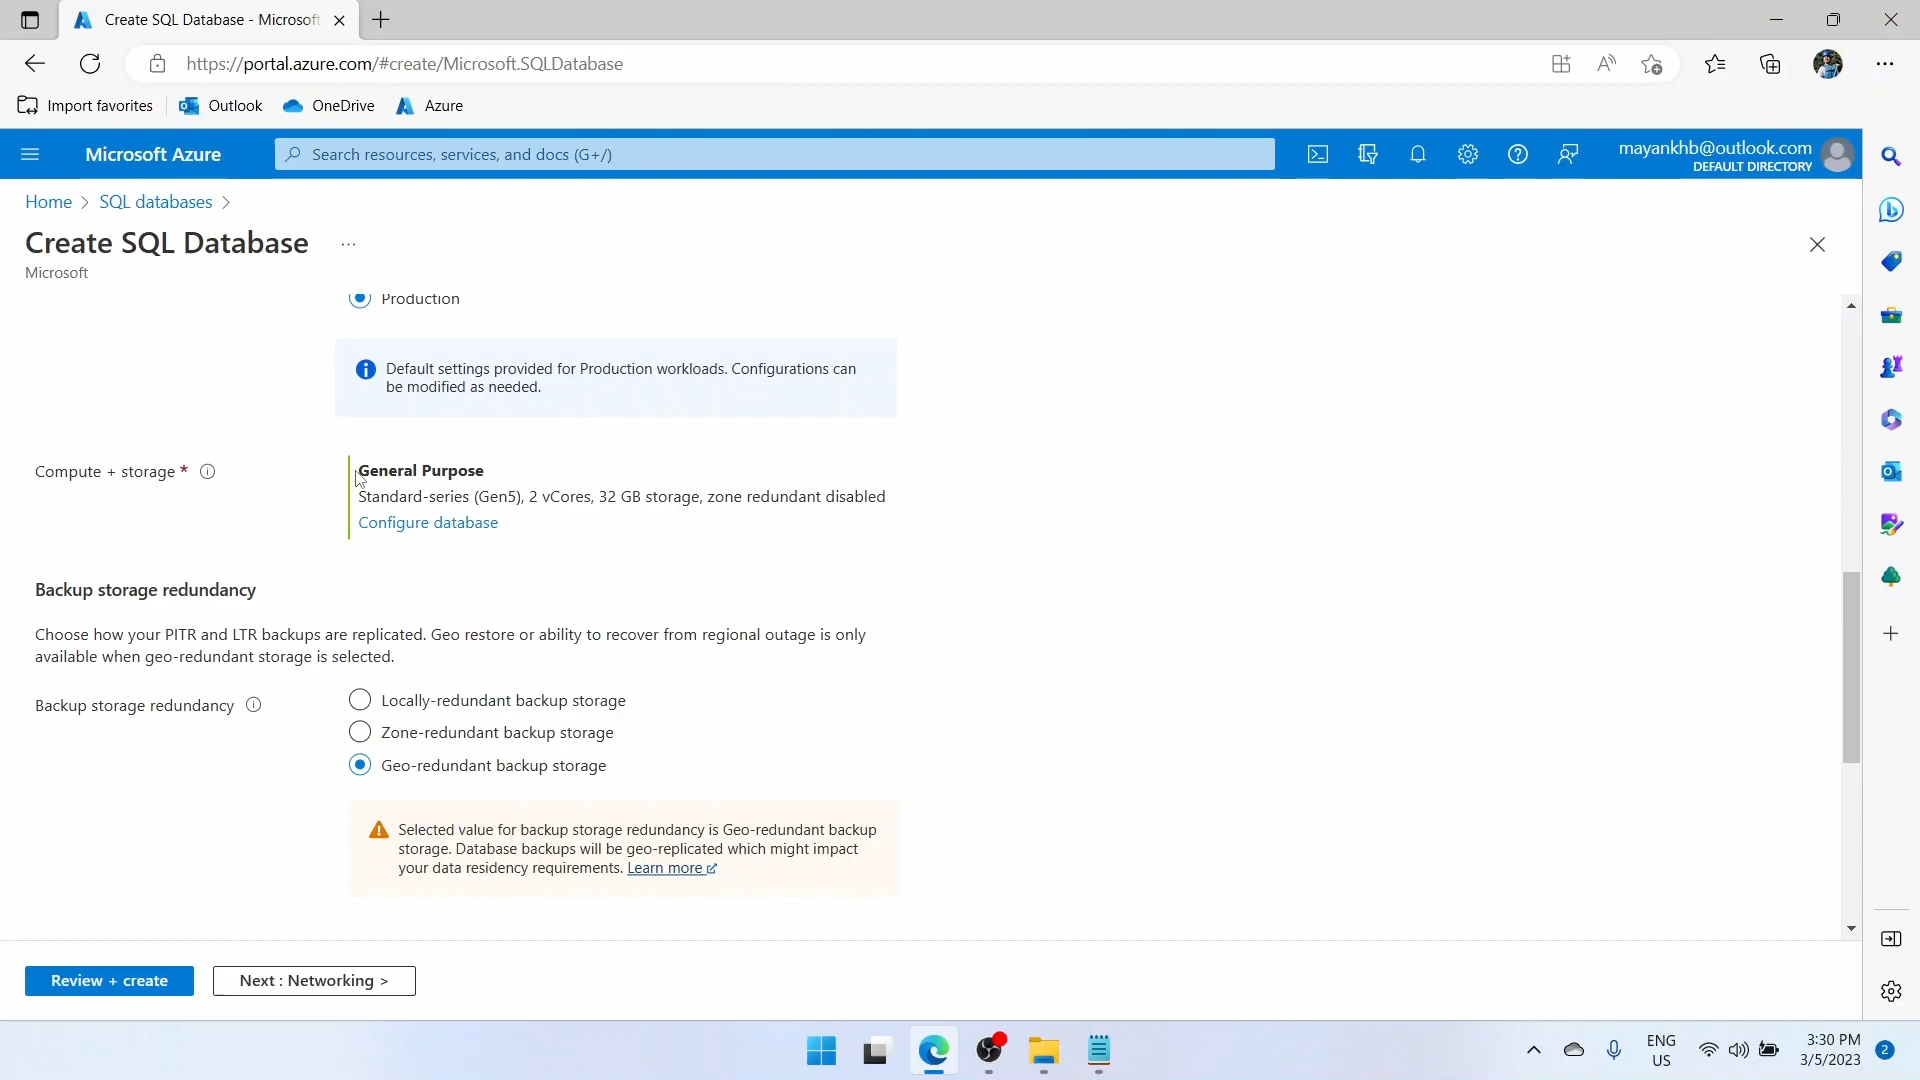 Create SQL Database - Microsoft
https://portal.azure.com/#create/Microsoft.SQLDatabase
Import favorites
Outlook
OneDrive
Azure
Microsoft Azure
Search resources, services, and docs (G+/)
mayankhb@outlook.com
DEFAULT DIRECTORY
Home > SQL databases >
Create SQL Database ...
Microsoft
Production
Default settings provided for Production workloads. Configurations can
be modified as needed.
Compute + storage *
General Purpose
Standard-series (Gen5), 2 vCores, 32 GB storage, zone redundant disabled
Configure database
Backup storage redundancy
Choose how your PITR and LTR backups are replicated. Geo restore or ability to recover from regional outage is only
available when geo-redundant storage is selected.
Backup storage redundancy
Locally-redundant backup storage
Zone-redundant backup storage
Geo-redundant backup storage
Selected value for backup storage redundancy is Geo-redundant backup
storage. Database backups will be geo-replicated which might impact
your data residency requirements. Learn more
Review + create
Next : Networking >
ENG
US
3:30 PM
3/5/2023
2